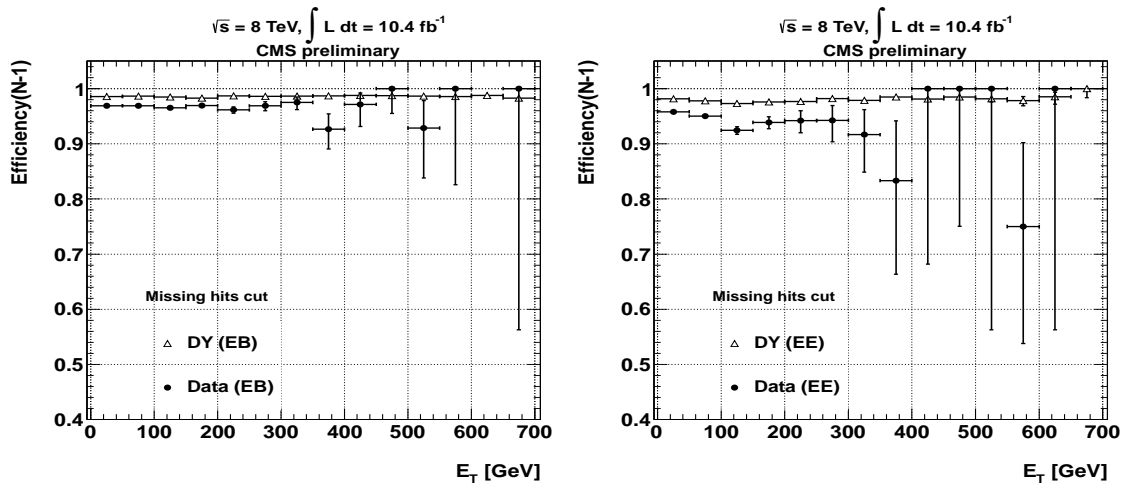 √s = 8 TeV, ∫ L dt = 10.4 fb⁻¹
CMS preliminary
Efficiency(N-1)
1
0.9
0.8
0.7
0.6
0.5
0.4
Missing hits cut
DY (EB)
Data (EB)
0 100 200 300 400 500 600 700
E_T [GeV]
√s = 8 TeV, ∫ L dt = 10.4 fb⁻¹
CMS preliminary
Efficiency(N-1)
1
0.9
0.8
0.7
0.6
0.5
0.4
Missing hits cut
DY (EE)
Data (EE)
0 100 200 300 400 500 600 700
E_T [GeV]